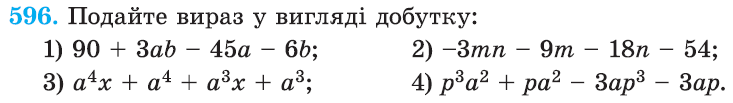 596. Подайте вираз у вигляді добутку:
1) 90 + 3ab − 45a − 6b; 2) −3mn − 9m − 18n − 54;
3) a⁴x + a⁴ + a³x + a³; 4) p³a² + pa² − 3ap³ − 3ap.